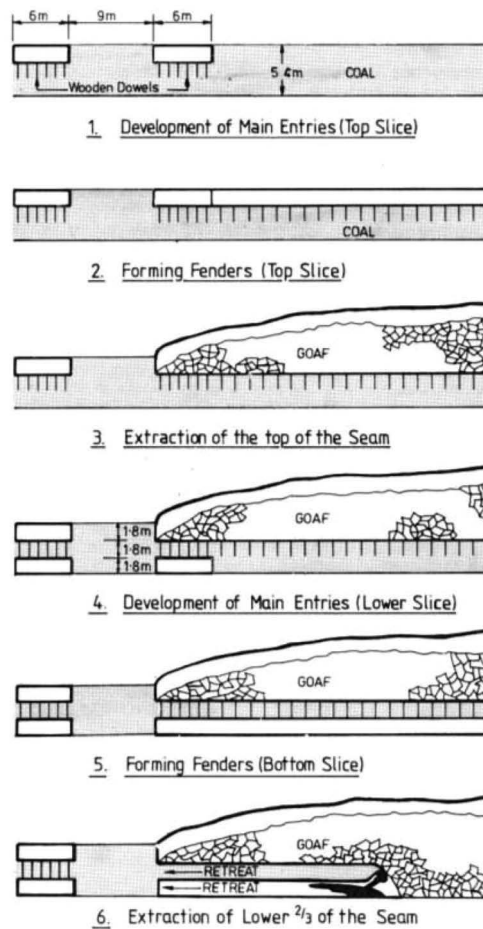 6m 9m 6m
5·4m
COAL
Wooden Dowels
1. Development of Main Entries (Top Slice)
COAL
2. Forming Fenders (Top Slice)
GOAF
3. Extraction of the top of the Seam
GOAF
1·8m
1·8m
1·8m
4. Development of Main Entries (Lower Slice)
GOAF
5. Forming Fenders (Bottom Slice)
GOAF
RETREAT
RETREAT
6. Extraction of Lower 2/3 of the Seam